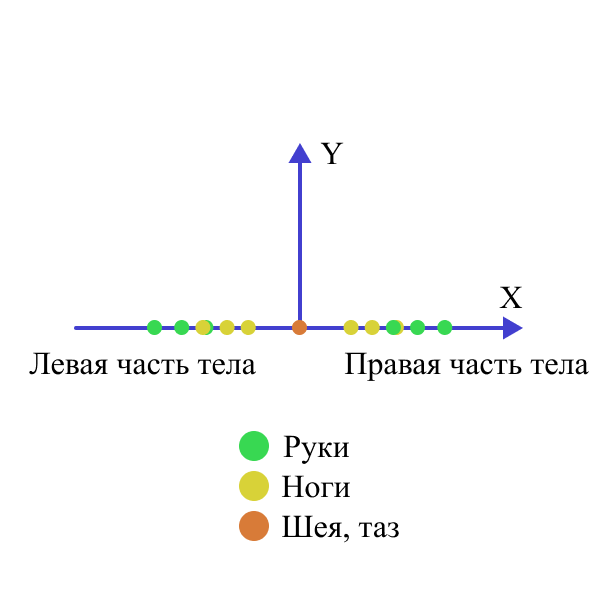 Y
X
Левая часть тела
Правая часть тела
Руки
Ноги
Шея, таз